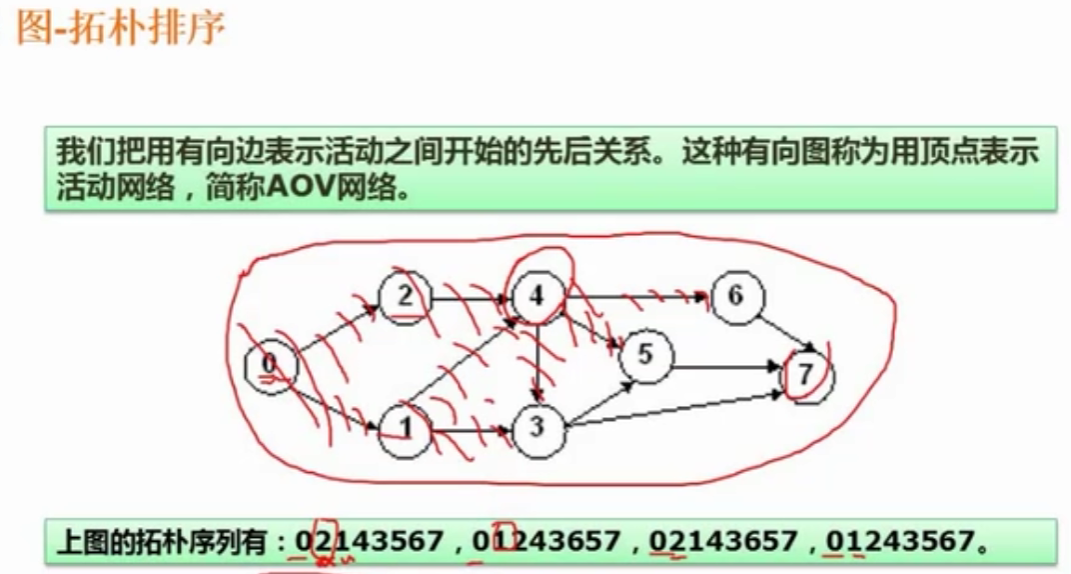 图-拓朴排序
我们把用有向边表示活动之间开始的先后关系。这种有向图称为用顶点表示
活动网络，简称AOV网络。
2 4 6
0 5 7
1 3
上图的拓朴序列有：02143567，01243657，02143657，01243567。